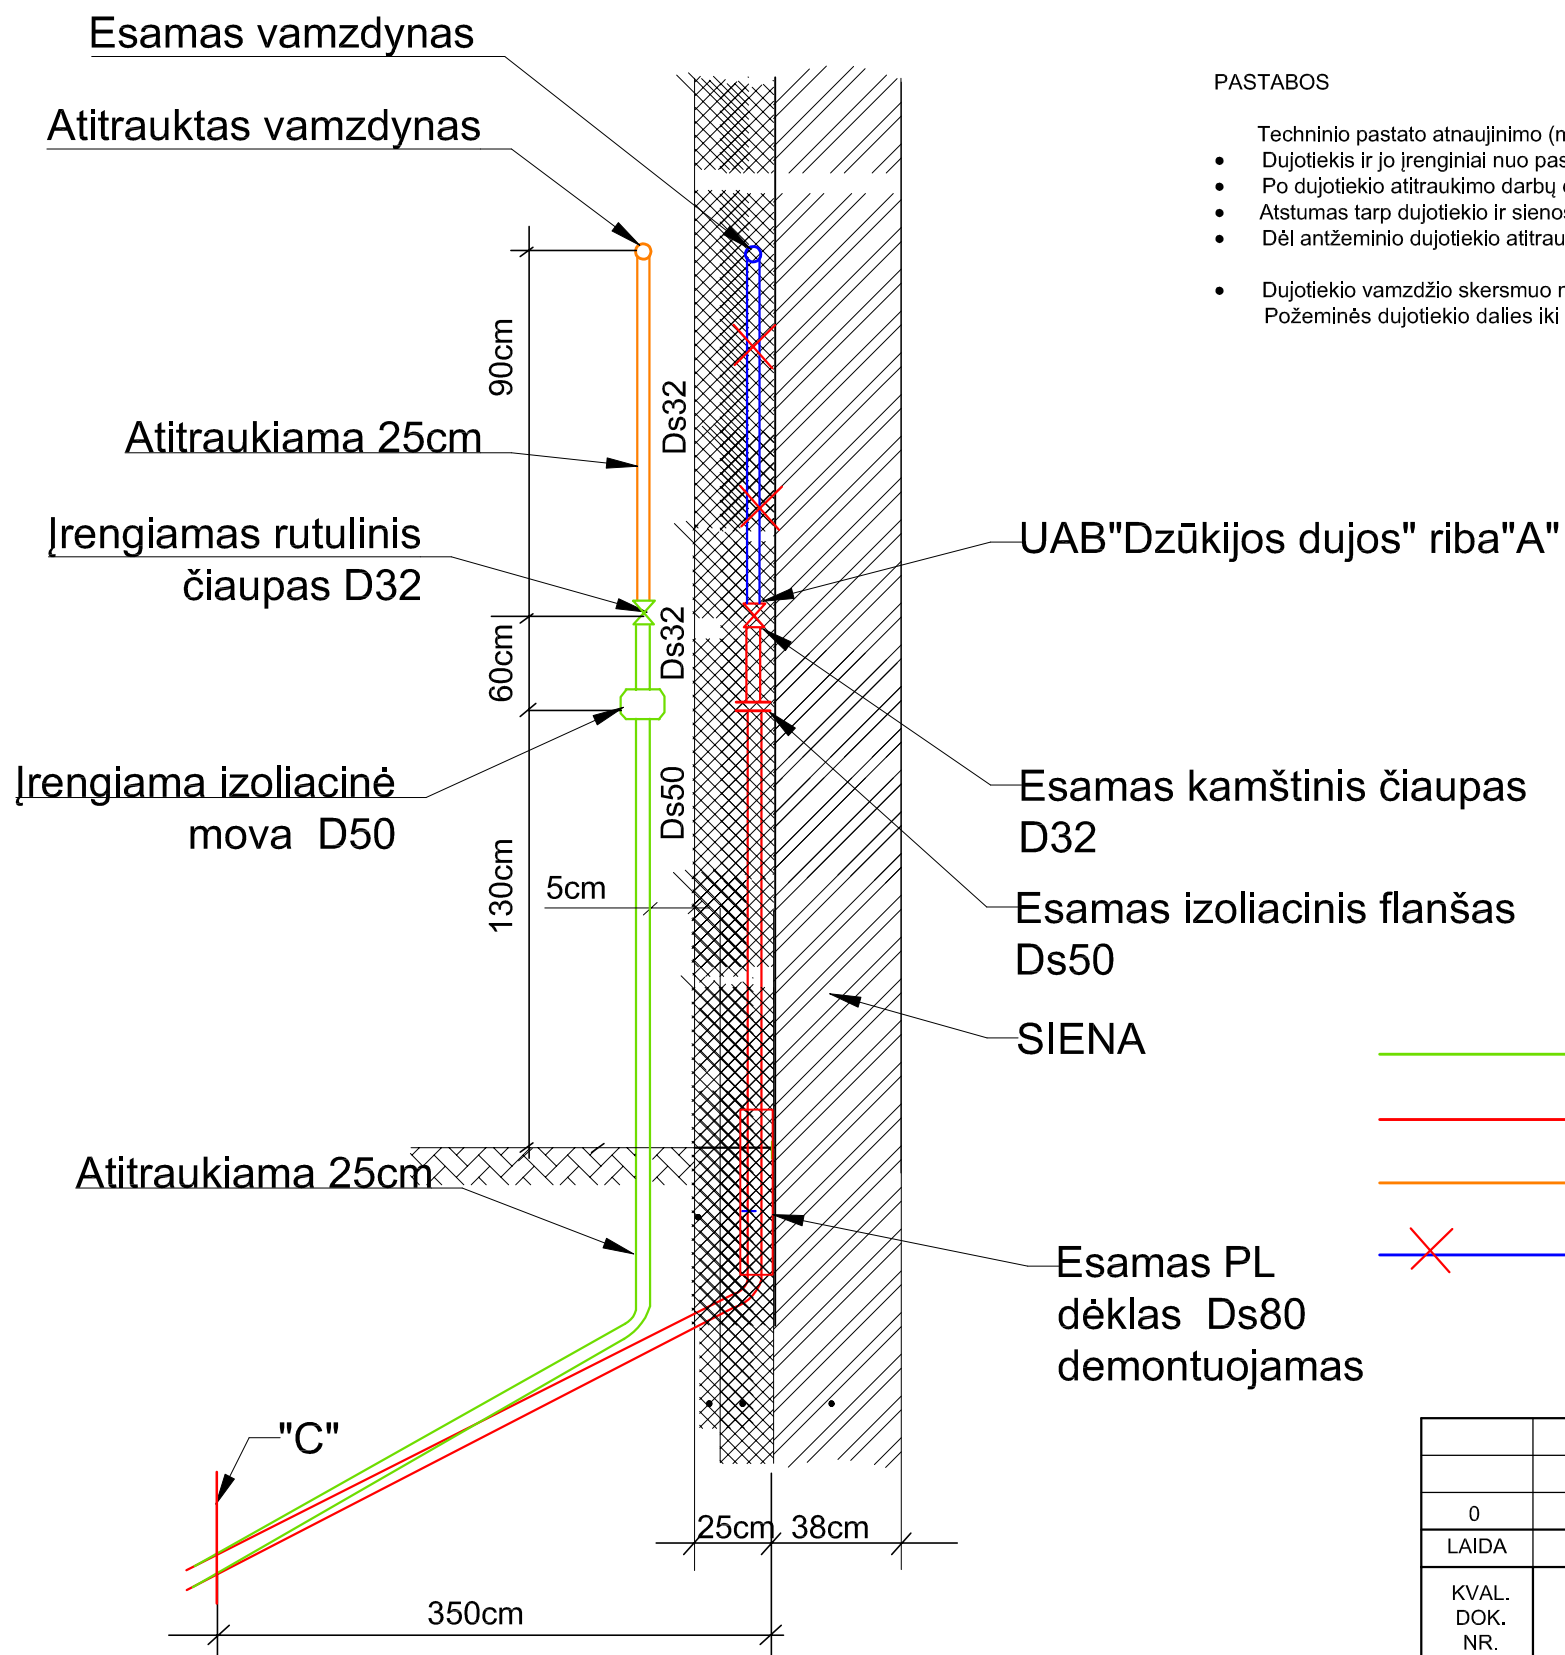 Esamas vamzdynas
Atitrauktas vamzdynas
90cm
Ds32
Atitraukiama 25cm
Įrengiamas rutulinis
čiaupas D32
60cm
Ds32
Įrengiama izoliacinė
mova D50
Ds50
130cm
5cm
Atitraukiama 25cm
"C"
25cm
38cm
350cm
PASTABOS
Techninio pastato atnaujinimo
• Dujotiekis ir jo įrenginiai nuo
• Po dujotiekio atitraukimo darbų
• Atstumas tarp dujotiekio ir
• Dėl antžeminio dujotiekio
• Dujotiekio vamzdžio skersmuo
Požeminės dujotiekio dalies iki
UAB"Dzūkijos dujos" riba"A"
Esamas kamštinis čiaupas
D32
Esamas izoliacinis flanšas
Ds50
SIENA
Esamas PL
dėklas Ds80
demontuojamas
0
LAIDA
KVAL.
DOK.
NR.